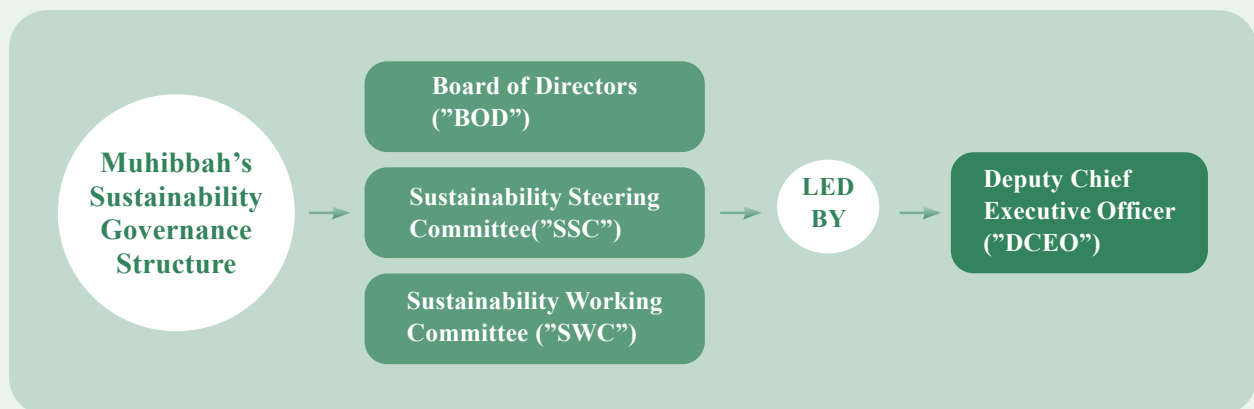 Muhibbah’s
Sustainability
Governance
Structure
Board of Directors
(”BOD”)
Sustainability Steering
Committee(”SSC”)
Sustainability Working
Committee (”SWC”)
LED
BY
Deputy Chief
Executive Officer
(”DCEO”)